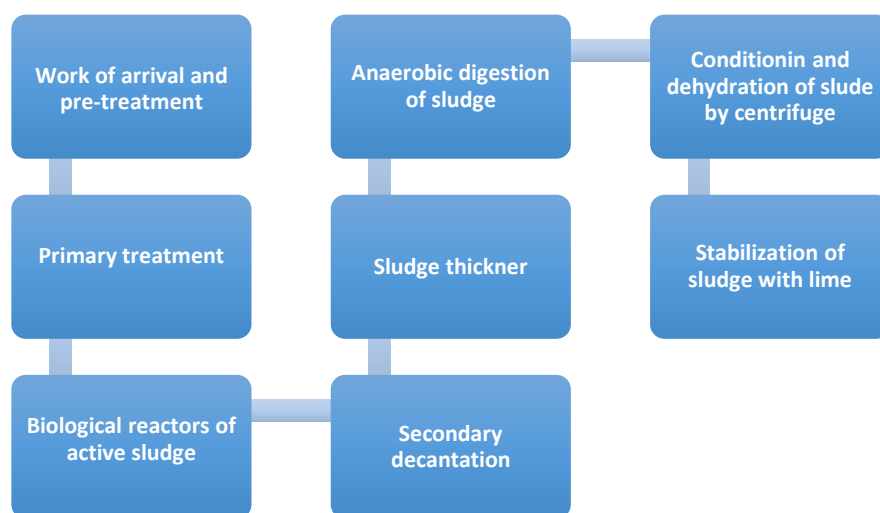 Work of arrival and
pre-treatment
Primary treatment
Biological reactors of
active sludge
Secondary
decantation
Sludge thickner
Anaerobic digestion
of sludge
Conditionin and
dehydration of slude
by centrifuge
Stabilization of
sludge with lime